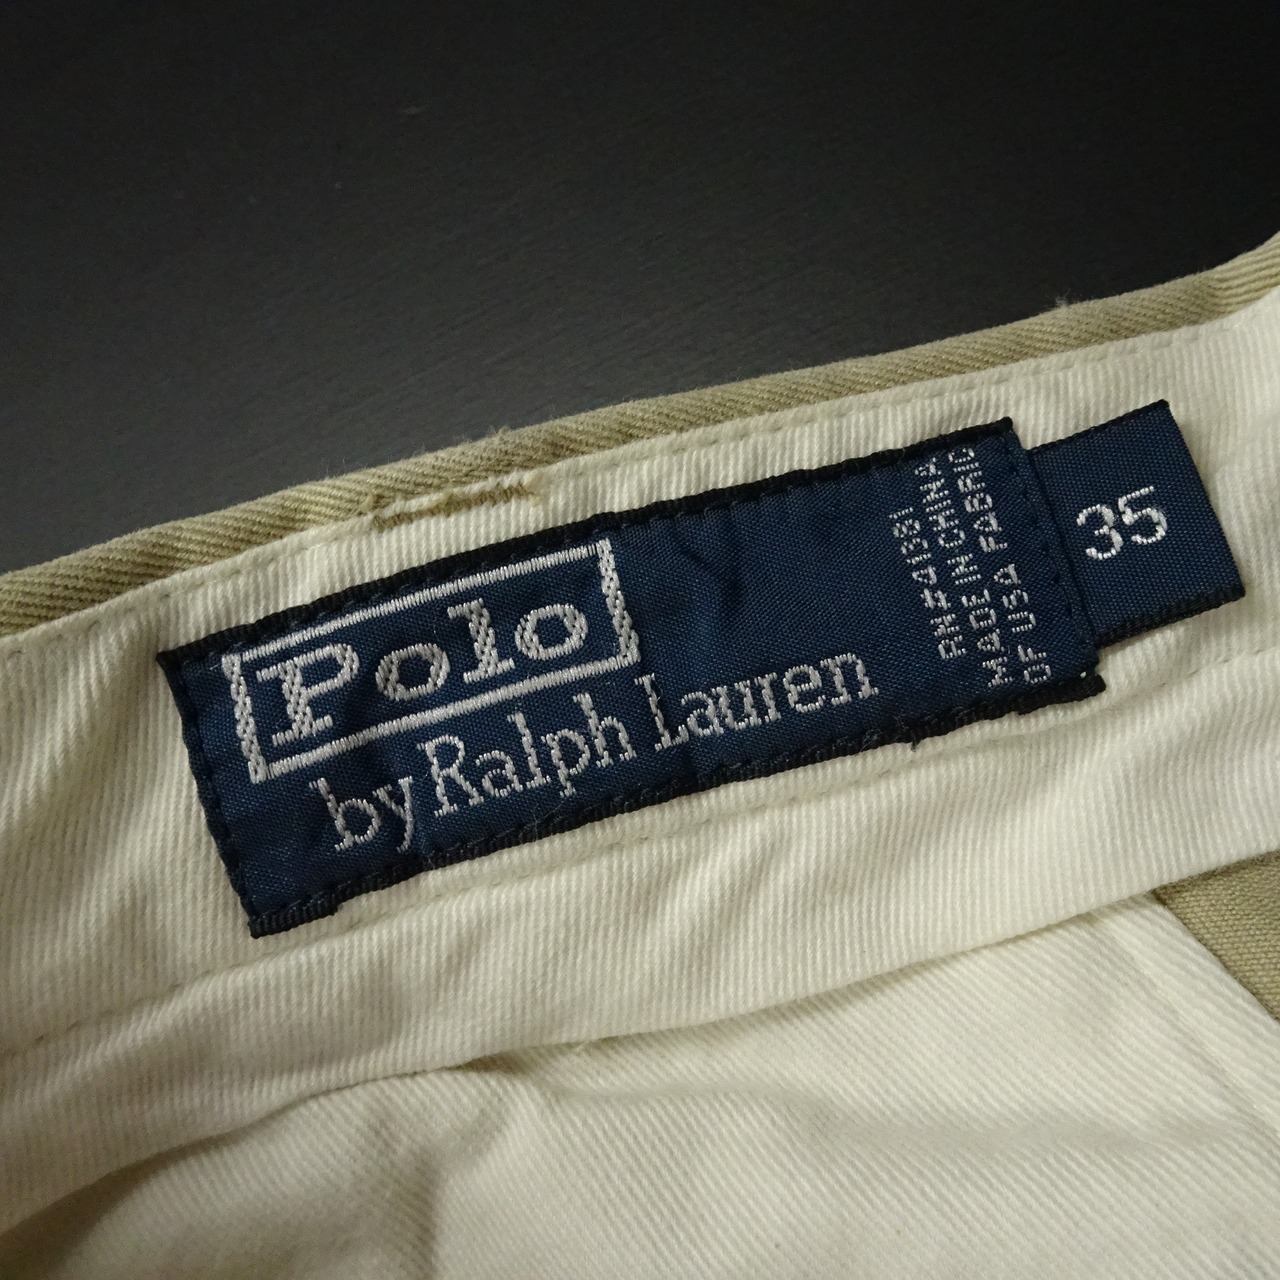 Polo
by Ralph Lauren
RN#41381
MADE IN CHINA
OF USA FABRIC
35